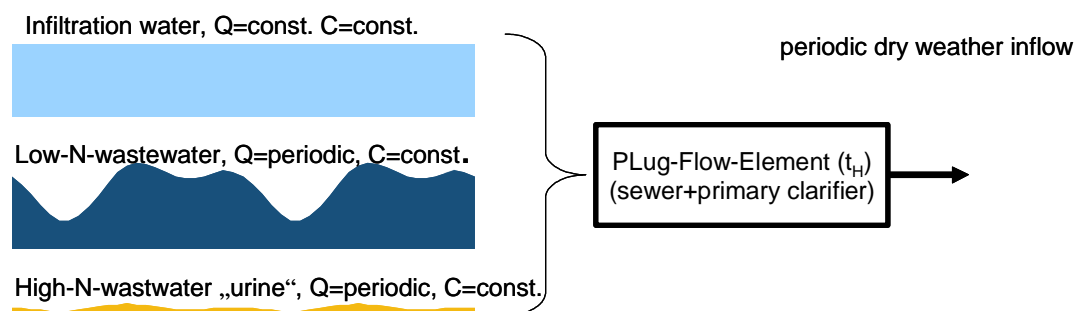 Infiltration water, Q=const. C=const.
periodic dry weather inflow
Low-N-wastewater, Q=periodic, C=const.
PLug-Flow-Element (tH)
(sewer+primary clarifier)
High-N-wastwater „urine“, Q=periodic, C=const.